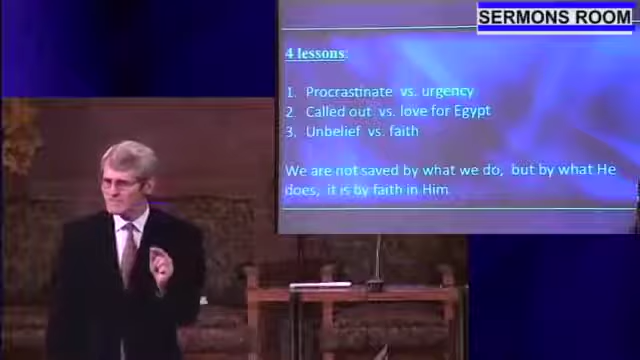 SERMONS ROOM
4 lessons:
1. Procrastinate vs. urgency
2. Called out vs. love for Egypt
3. Unbelief vs. faith
We are not saved by what we do, but by what He
does, it is by faith in Him.